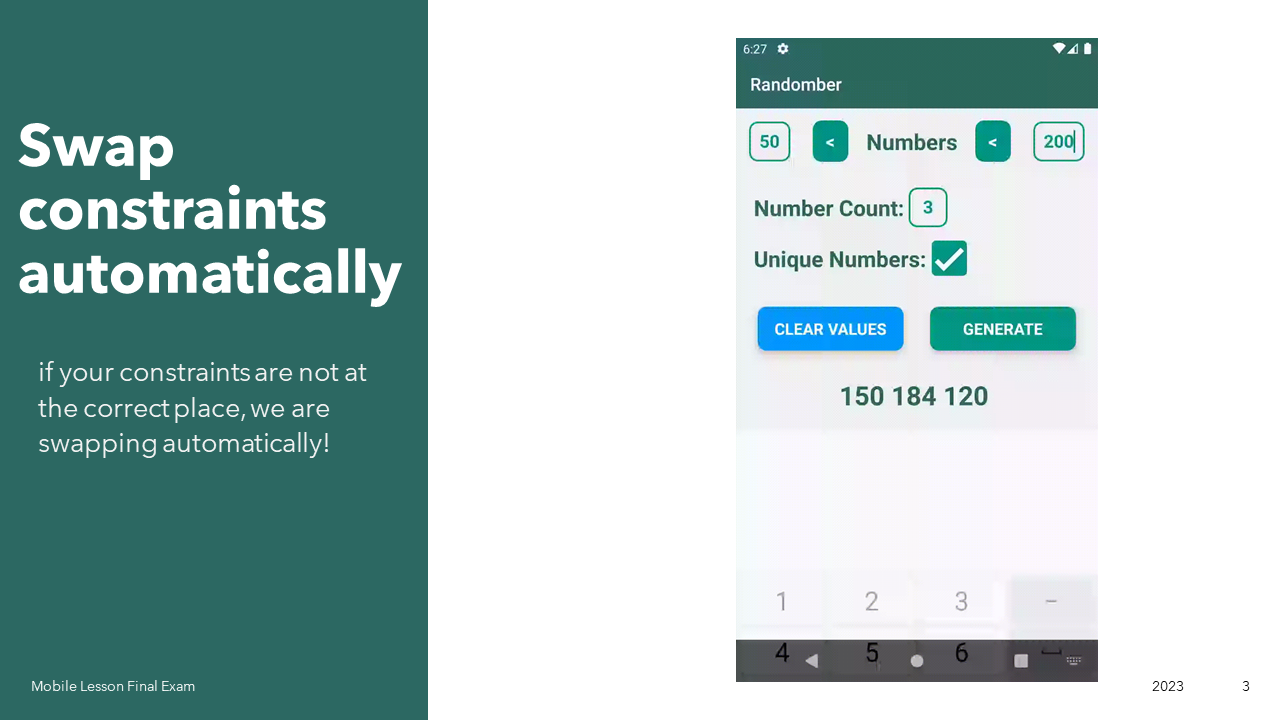 Swap
constraints
automatically
if your constraints are not at
the correct place, we are
swapping automatically!
Mobile Lesson Final Exam
6:27
Randomber
50 < Numbers < 200
Number Count: 3
Unique Numbers:
CLEAR VALUES GENERATE
150 184 120
1 2 3 –
4 5 6
2023 3